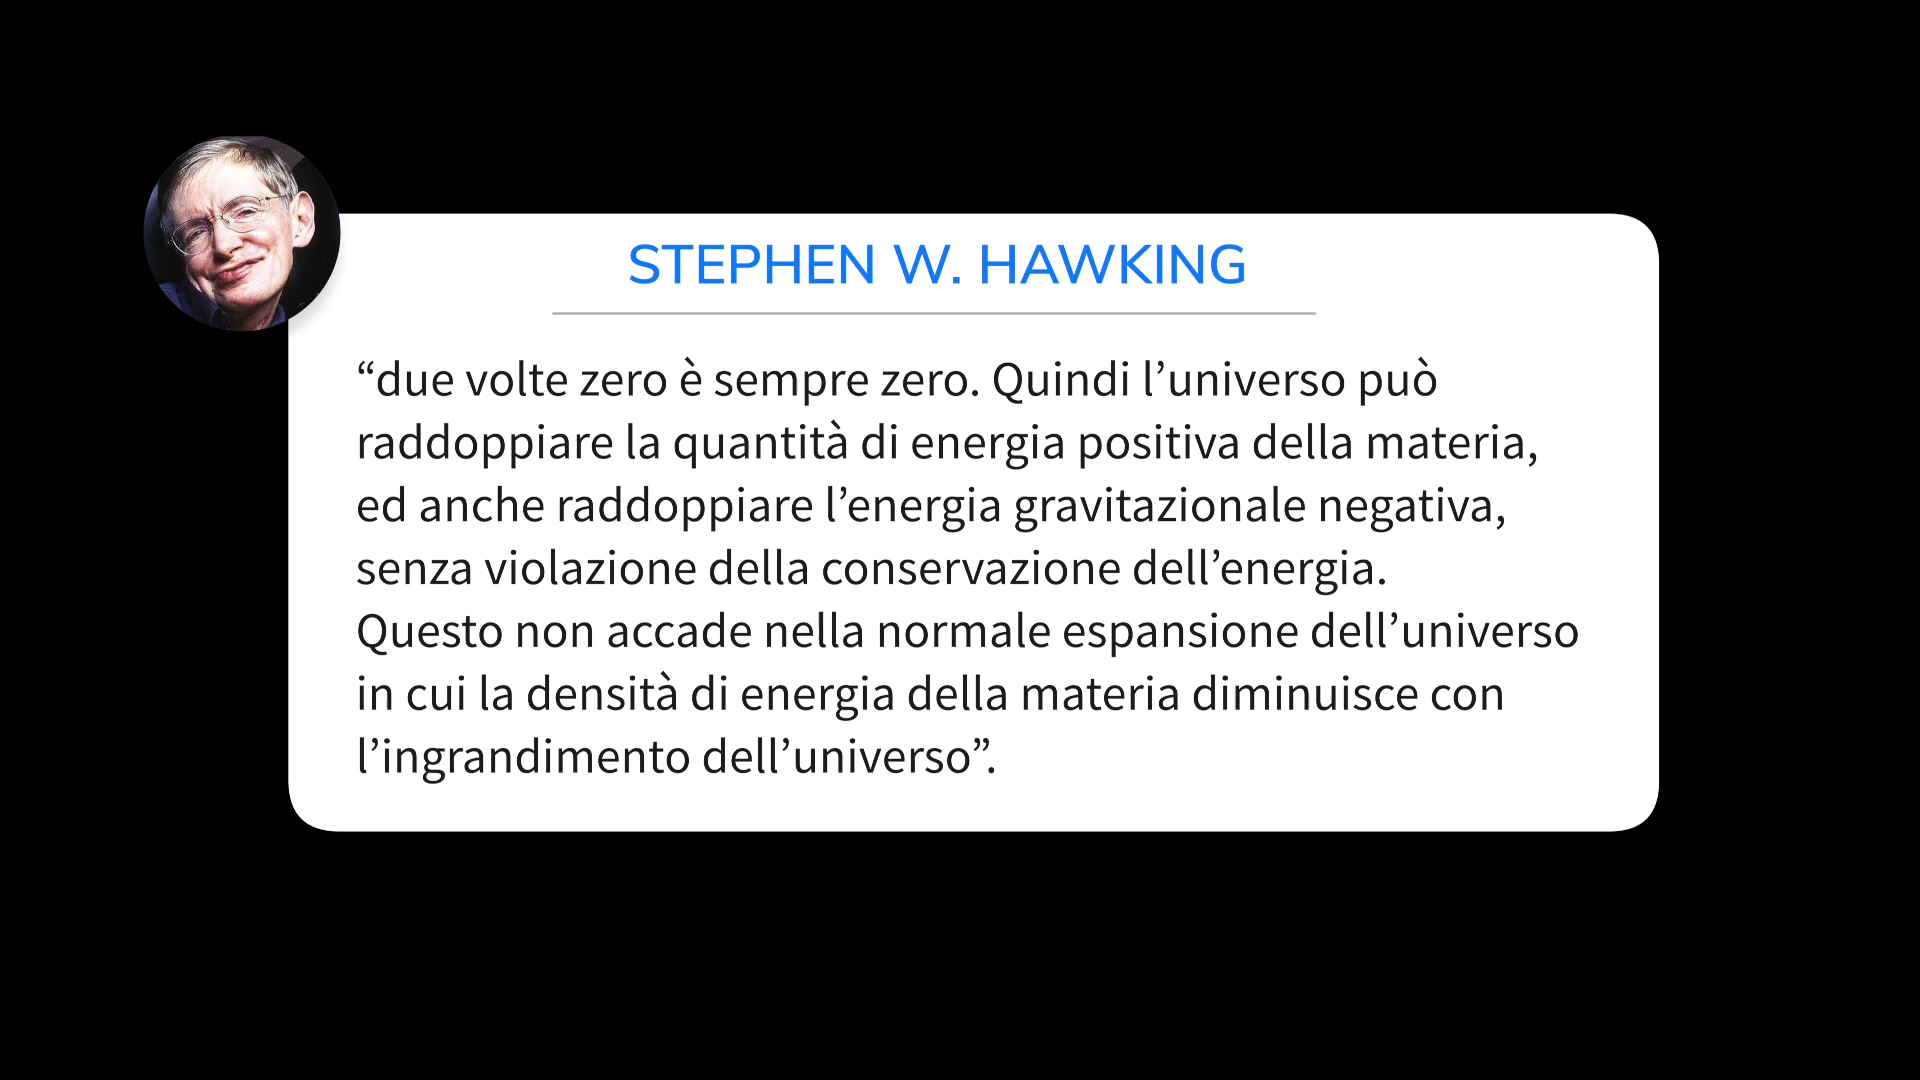 STEPHEN W. HAWKING
“due volte zero è sempre zero. Quindi l’universo può
raddoppiare la quantità di energia positiva della materia,
ed anche raddoppiare l’energia gravitazionale negativa,
senza violazione della conservazione dell’energia.
Questo non accade nella normale espansione dell’universo
in cui la densità di energia della materia diminuisce con
l’ingrandimento dell’universo”.